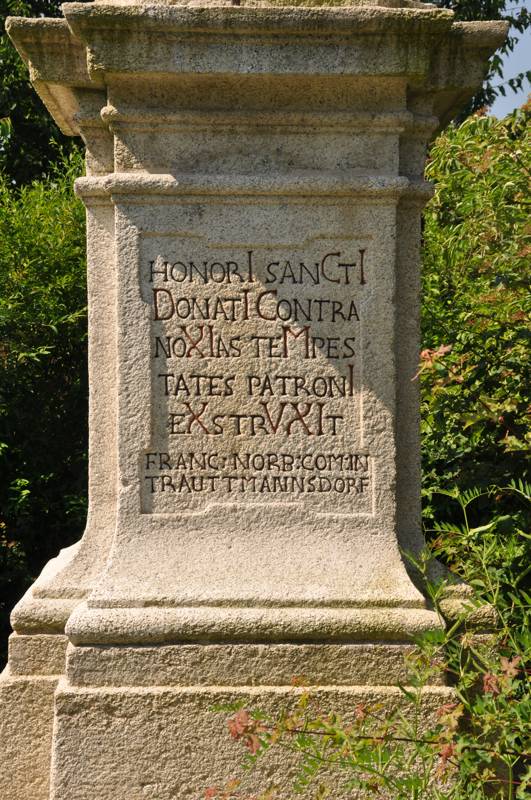 HONORI SANCTI
DONATI CONTRA
NOXIAS TEMPES
TATES PATRONI
EXSTRVXIT
FRANC: NORB: COM: IN
TRAUTTMANNSDORF